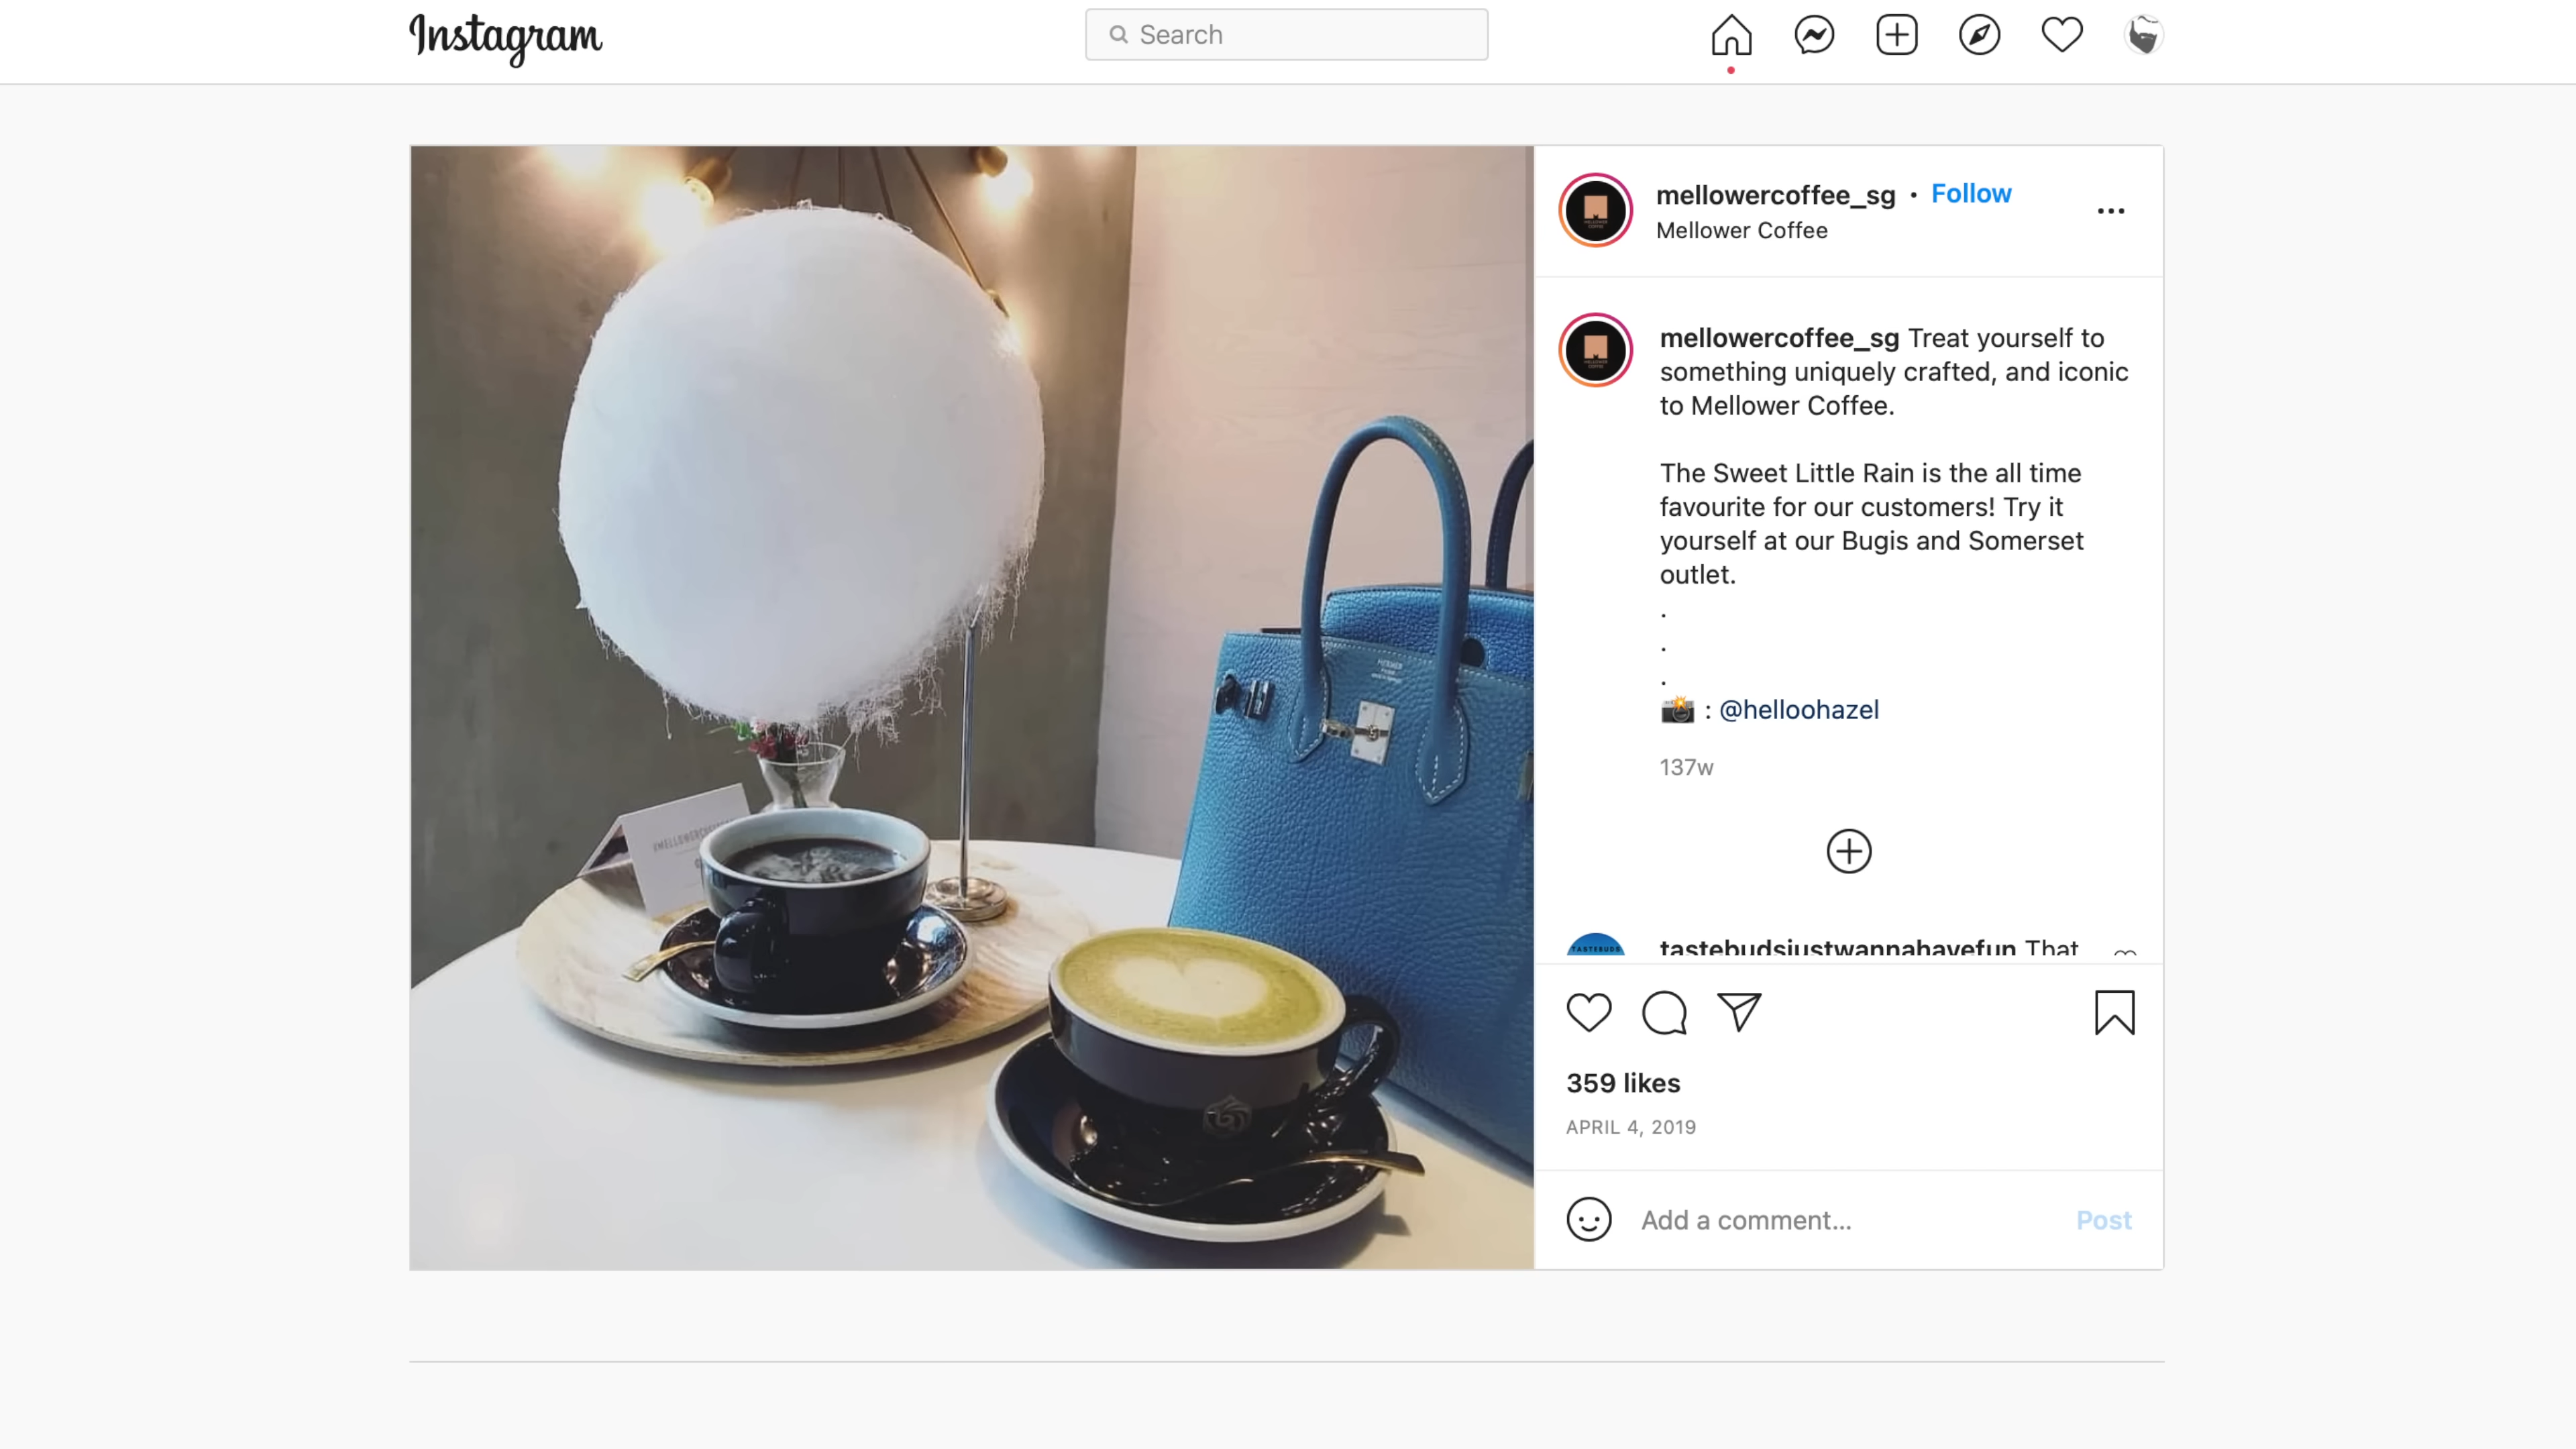 Instagram
Search
mellowercoffee_sg • Follow
Mellower Coffee
mellowercoffee_sg Treat yourself to
something uniquely crafted, and iconic
to Mellower Coffee.
The Sweet Little Rain is the all time
favourite for our customers! Try it
yourself at our Bugis and Somerset
outlet.
.
.
.
: @helloohazel
137w
tastebudsjustwannahavefun That
359 likes
APRIL 4, 2019
Add a comment...
Post